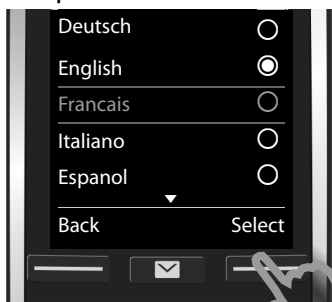 Deutsch
English
Francais
Italiano
Espanol
Back Select